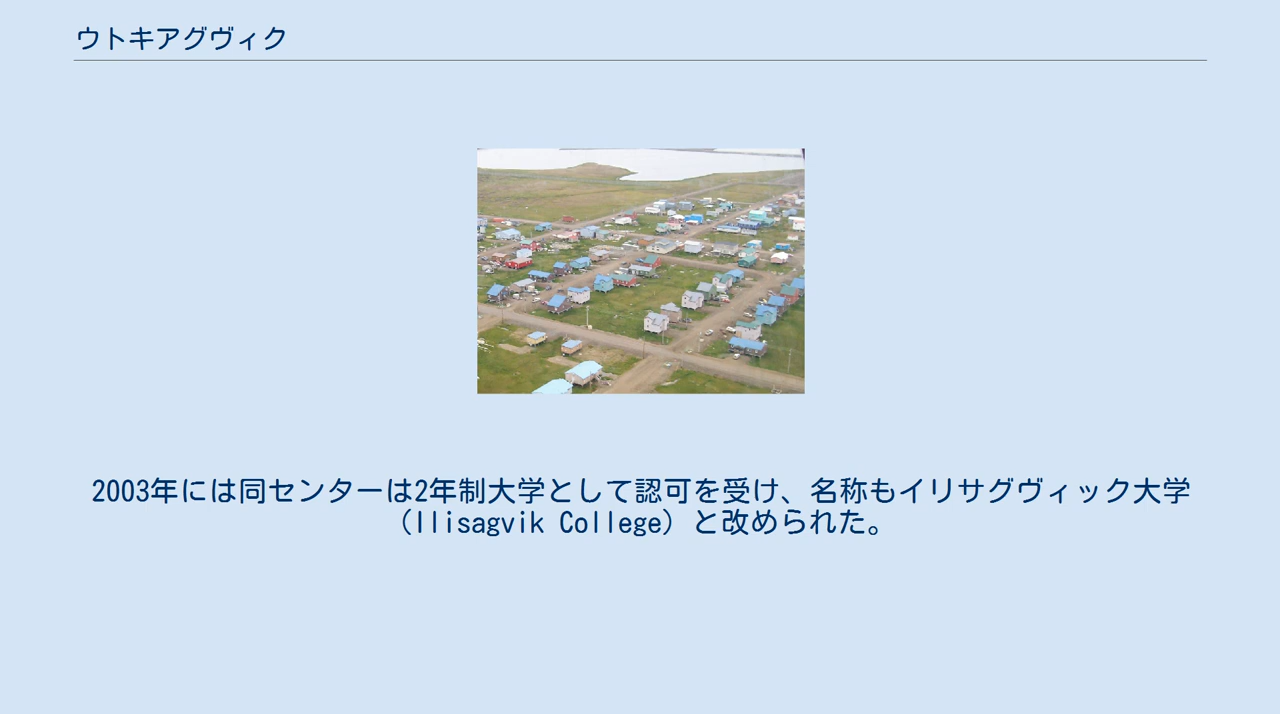 ウトキアグヴィク
2003年には同センターは2年制大学として認可を受け、名称もイリサグヴィック大学
（Ilisagvik College）と改められた。